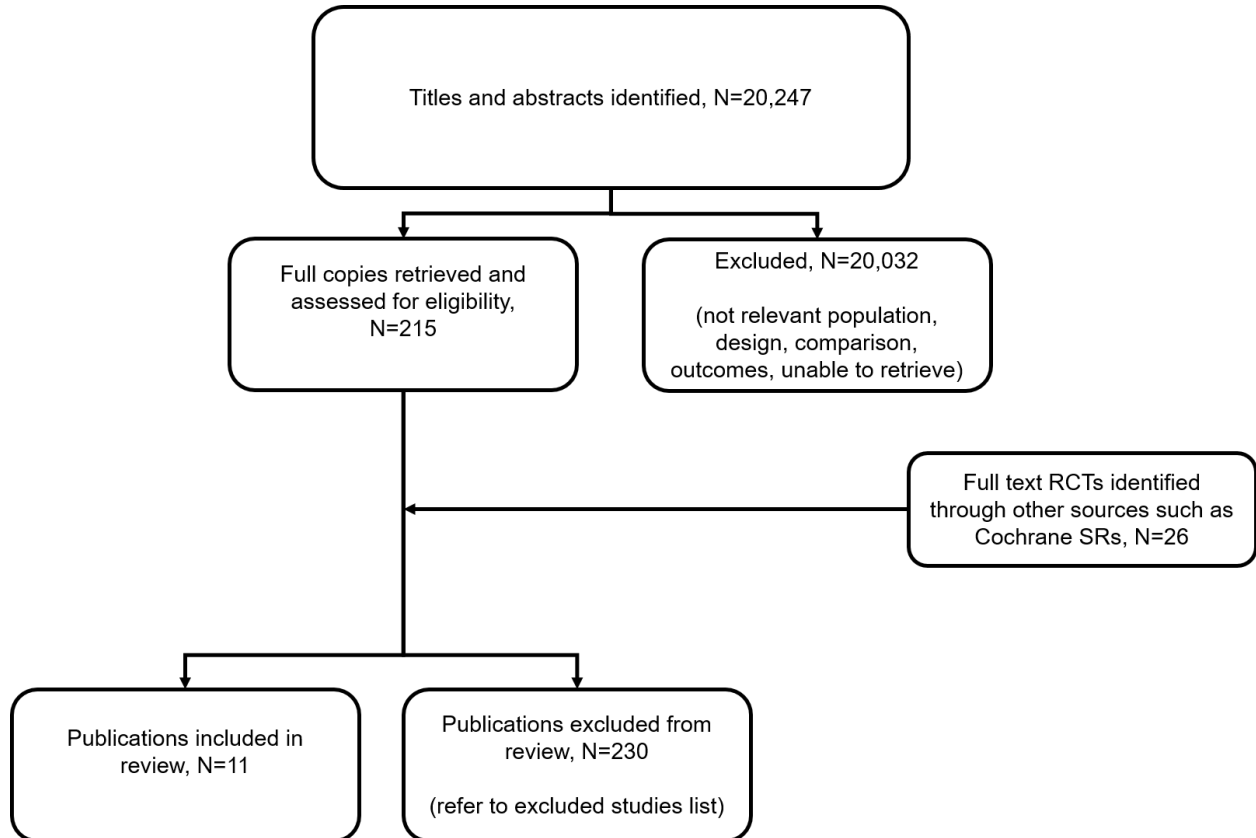 Titles and abstracts identified, N=20,247
Full copies retrieved and
assessed for eligibility,
N=215
Excluded, N=20,032
(not relevant population,
design, comparison,
outcomes, unable to retrieve)
Full text RCTs identified
through other sources such as
Cochrane SRs, N=26
Publications included in
review, N=11
Publications excluded from
review, N=230
(refer to excluded studies list)